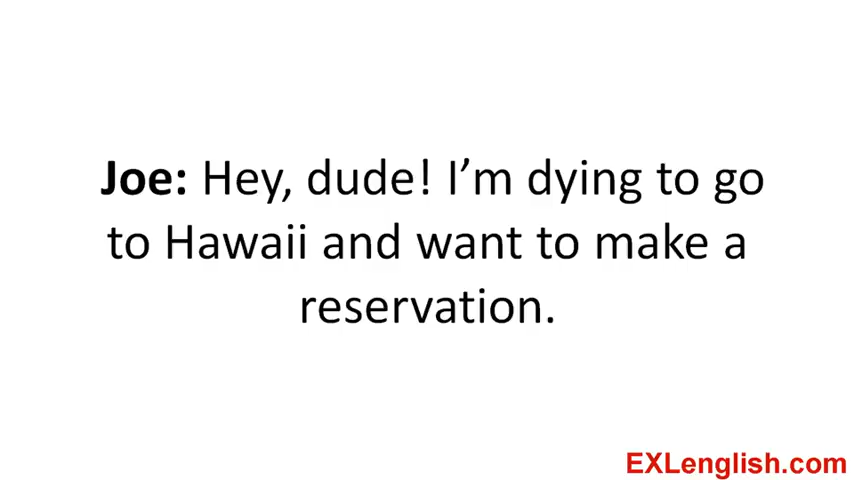 Joe: Hey, dude! I’m dying to go
to Hawaii and want to make a
reservation.
EXLenglish.com